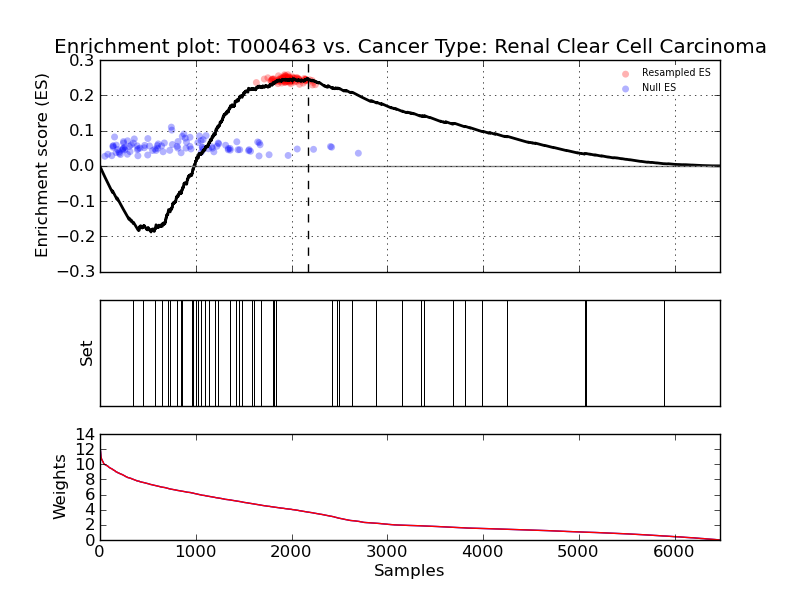 Enrichment plot: T000463 vs. Cancer Type: Renal Clear Cell Carcinoma
0.3
0.2
0.1
0.0
−0.1
−0.2
−0.3
Enrichment score (ES)
Resampled ES
Null ES
Set
14
12
10
8
6
4
2
0
Weights
0 1000 2000 3000 4000 5000 6000
Samples